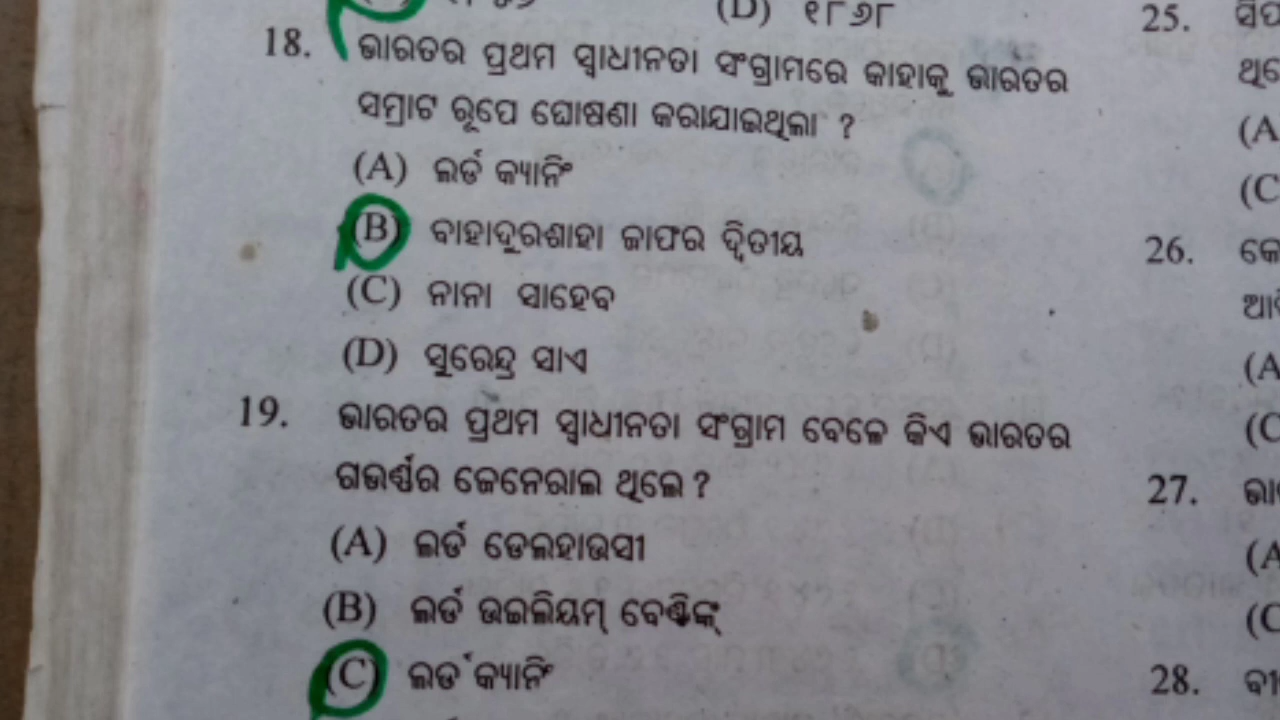 (D) ୧୮୬୮
18. ଭାରତର ପ୍ରଥମ ସ୍ୱାଧୀନତା ସଂଗ୍ରାମରେ କାହାକୁ ଭାରତର
ସମ୍ରାଟ ରୂପେ ଘୋଷଣା କରାଯାଇଥିଲା ?
(A) ଲର୍ଡ କ୍ୟାନିଂ
(B) ବାହାଦୁରଶାହା ଜାଫର ଦ୍ୱିତୀୟ
(C) ନାନା ସାହେବ
(D) ସୁରେନ୍ଦ୍ର ସାଏ
19. ଭାରତର ପ୍ରଥମ ସ୍ୱାଧୀନତା ସଂଗ୍ରାମ ବେଳେ କିଏ ଭାରତର
ଗଭର୍ଣ୍ଣର ଜେନେରାଲ ଥିଲେ ?
(A) ଲର୍ଡ ଡେଲହାଉସୀ
(B) ଲର୍ଡ ଉଇଲିୟମ୍ ବେଣ୍ଟିଙ୍କ୍
(C) ଲର୍ଡ କ୍ୟାନିଂ
25.
(A
(C
26.
(A
(C
27.
(A
(C
28.